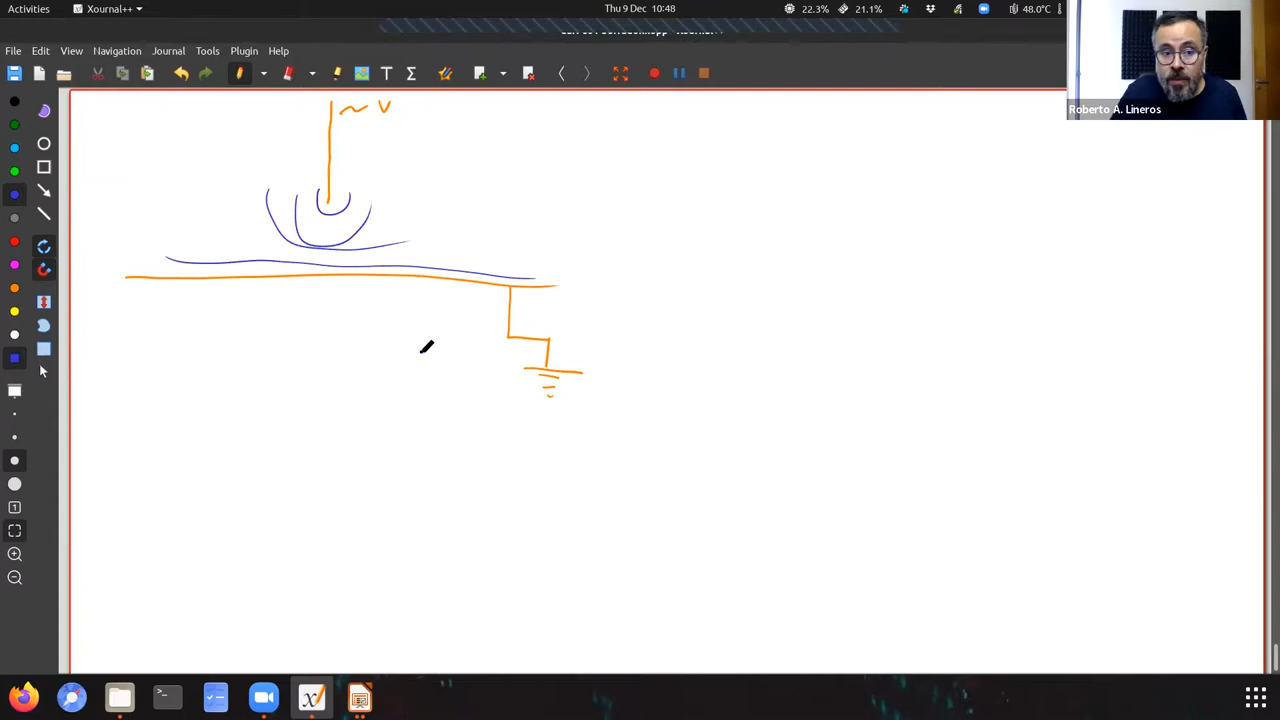 Activities
Xournal++
Thu 9 Dec 10:48
22.3%
21.1%
48.0°C
File Edit View Navigation Journal Tools Plugin Help
Roberto A. Lineros
~ V